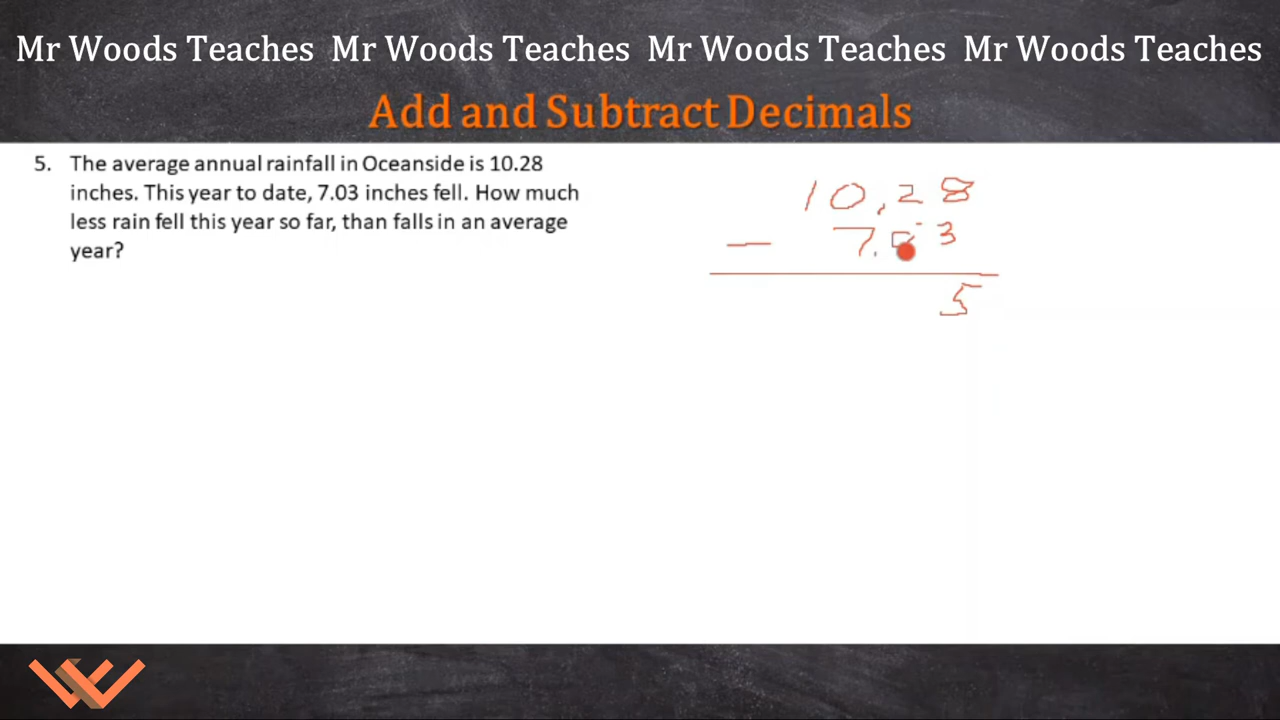 Mr Woods Teaches Mr Woods Teaches Mr Woods Teaches Mr Woods Teaches
Add and Subtract Decimals
5. The average annual rainfall in Oceanside is 10.28
inches. This year to date, 7.03 inches fell. How much
less rain fell this year so far, than falls in an average
year?
10.28
— 7.03
5